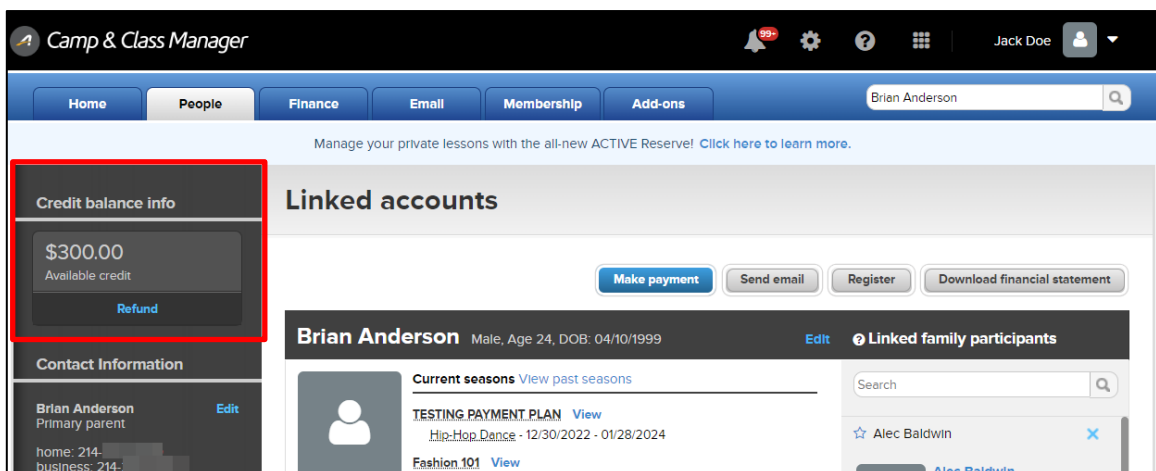 Camp & Class Manager
99+
Jack Doe
Home People Finance Email Membership Add-ons
Brian Anderson
Manage your private lessons with the all-new ACTIVE Reserve! Click here to learn more.
Credit balance info
$300.00
Available credit
Refund
Contact Information
Brian Anderson Edit
Primary parent
home: 214-
business: 214-
Linked accounts
Make payment Send email Register Download financial statement
Brian Anderson Male, Age 24, DOB: 04/10/1999 Edit
Current seasons View past seasons
TESTING PAYMENT PLAN View
Hip-Hop Dance - 12/30/2022 - 01/28/2024
Fashion 101 View
? Linked family participants
Search
Alec Baldwin
Alec Baldwin